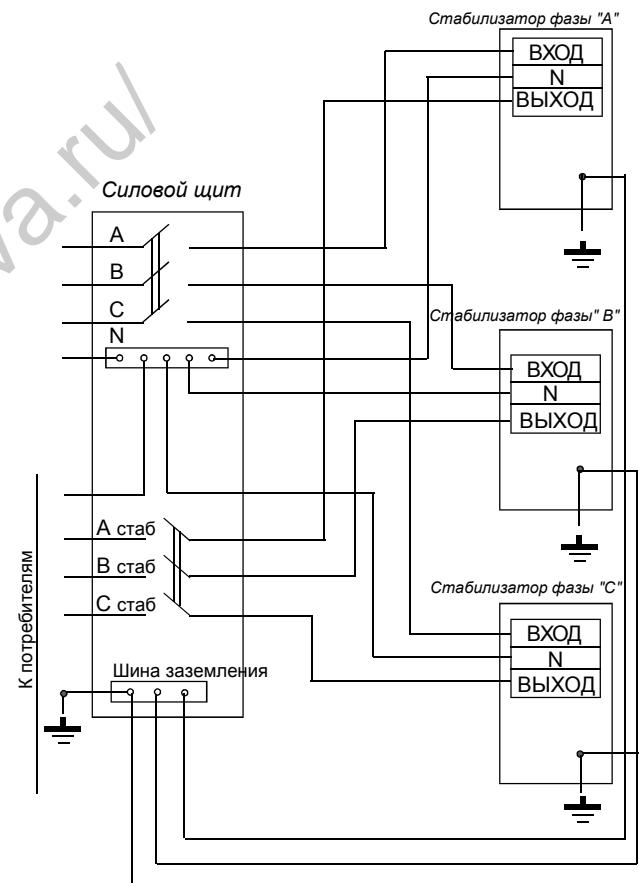 Стабилизатор фазы "А"
ВХОД
N
ВЫХОД
va.ru/
Силовой щит
A
B
C
N
Стабилизатор фазы" В"
ВХОД
N
ВЫХОД
А стаб
В стаб
С стаб
К потребителям
Стабилизатор фазы "С"
ВХОД
N
ВЫХОД
Шина заземления